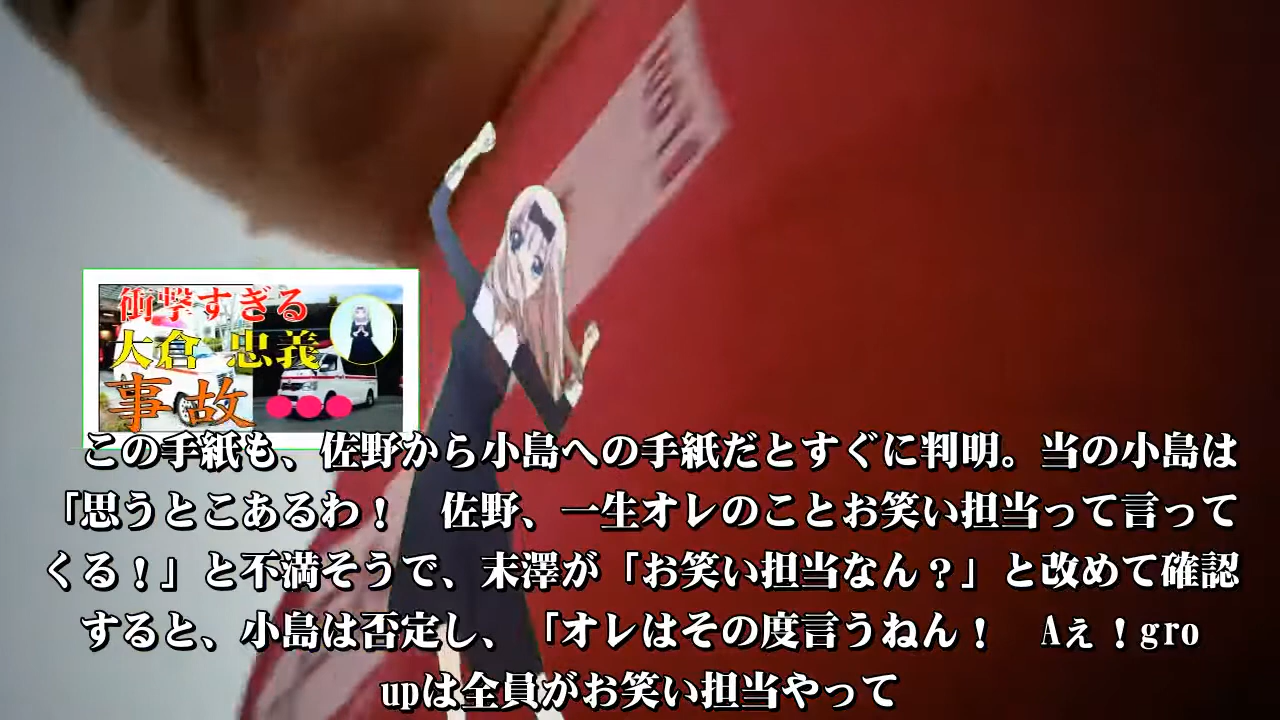 衝撃すぎる
大倉 忠義
事故●●●
この手紙も、佐野から小島への手紙だとすぐに判明。当の小島は
「思うとこあるわ! 佐野、一生オレのことお笑い担当って言って
くる!」と不満そうで、末澤が「お笑い担当なん?」と改めて確認
すると、小島は否定し、「オレはその度言うねん! Aぇ!gro
upは全員がお笑い担当やって